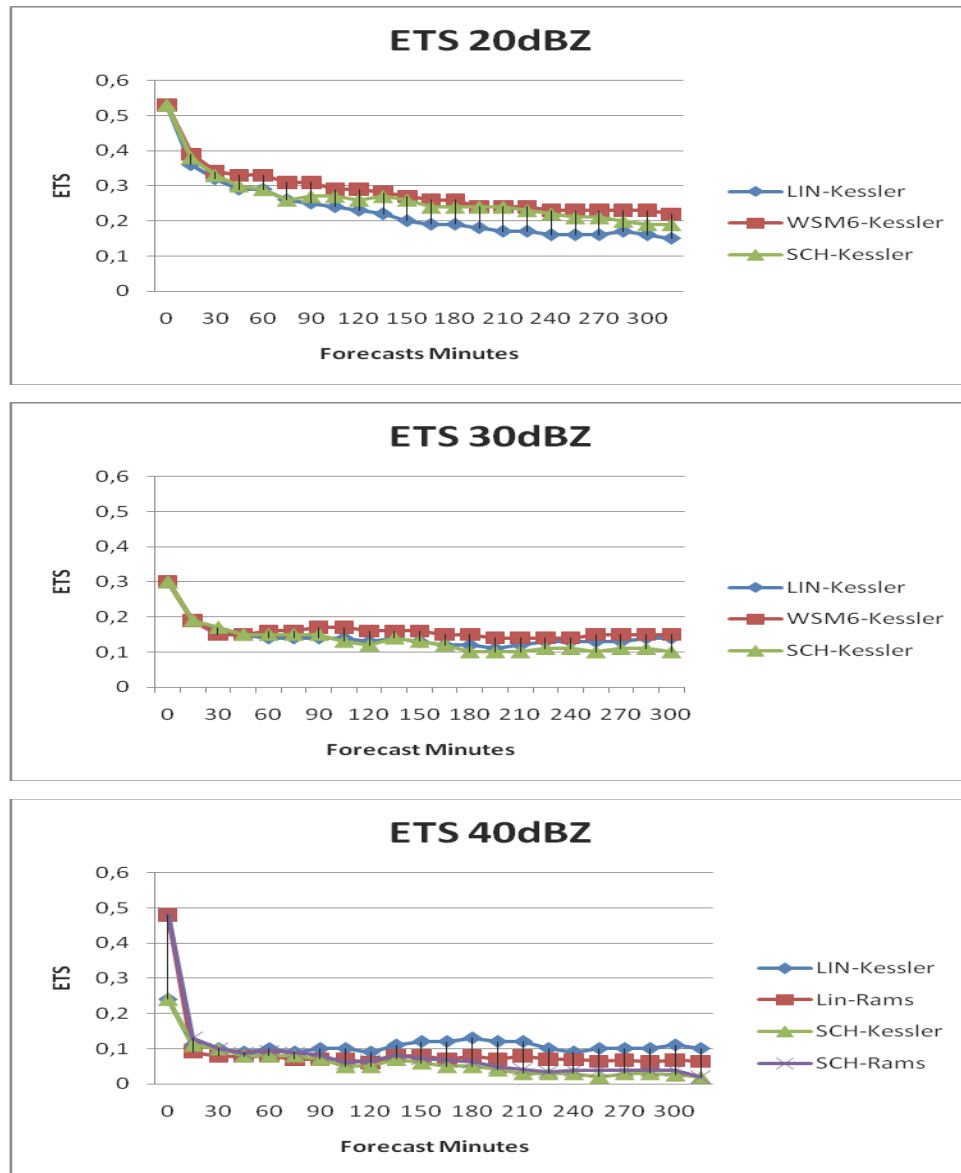 ETS 20dBZ
0,6
0,5
0,4
0,3
0,2
0,1
0
ETS
0 30 60 90 120 150 180 210 240 270 300
Forecasts Minutes
LIN-Kessler
WSM6-Kessler
SCH-Kessler
ETS 30dBZ
0,6
0,5
0,4
0,3
0,2
0,1
0
ETS
0 30 60 90 120 150 180 210 240 270 300
Forecast Minutes
LIN-Kessler
WSM6-Kessler
SCH-Kessler
ETS 40dBZ
0,6
0,5
0,4
0,3
0,2
0,1
0
ETS
0 30 60 90 120 150 180 210 240 270 300
Forecast Minutes
LIN-Kessler
Lin-Rams
SCH-Kessler
SCH-Rams